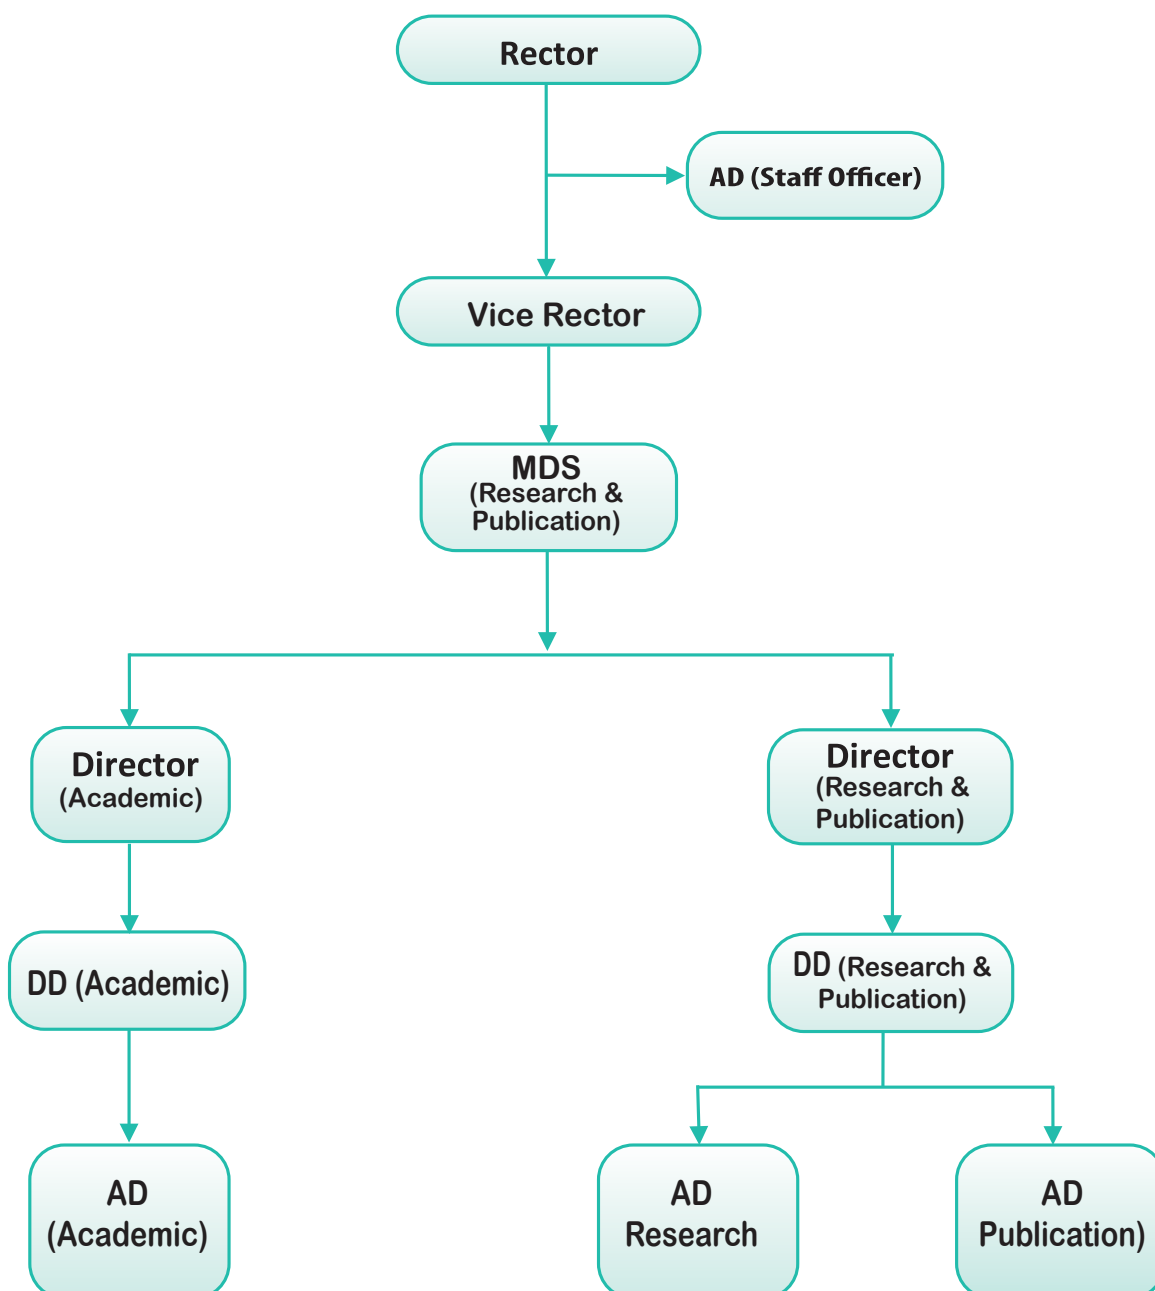 Rector
AD (Staff Officer)
Vice Rector
MDS
(Research &
Publication)
Director
(Academic)
Director
(Research &
Publication)
DD (Academic)
DD (Research &
Publication)
AD
(Academic)
AD
Research
AD
Publication)